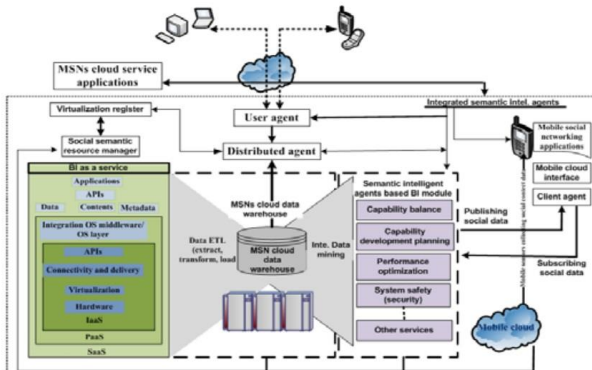 MSNs cloud service
applications
Integrated semantic intel. agents
Virtualization register
User agent
Mobile social
networking
applications
Social semantic
resource manager
Distributed agent
Bi as a service
Applications
APIs
Data
Contents
Metadata
Integration OS middleware/
OS layer
APIs
Connectivity and delivery
Virtualization
Hardware
IaaS
PaaS
SaaS
MSNs cloud data
warehouse
Data ETL
(extract,
transform, load
MSN cloud
data
warehouse
Inte. Data
mining
Semantic intelligent
agents based BI module
Capability balance
Capability
development planning
Performance
optimization
System safety
(security)
Other services
Mobile cloud
interface
Client agent
Publishing
social data
Subscribing
social data
Mobile cloud